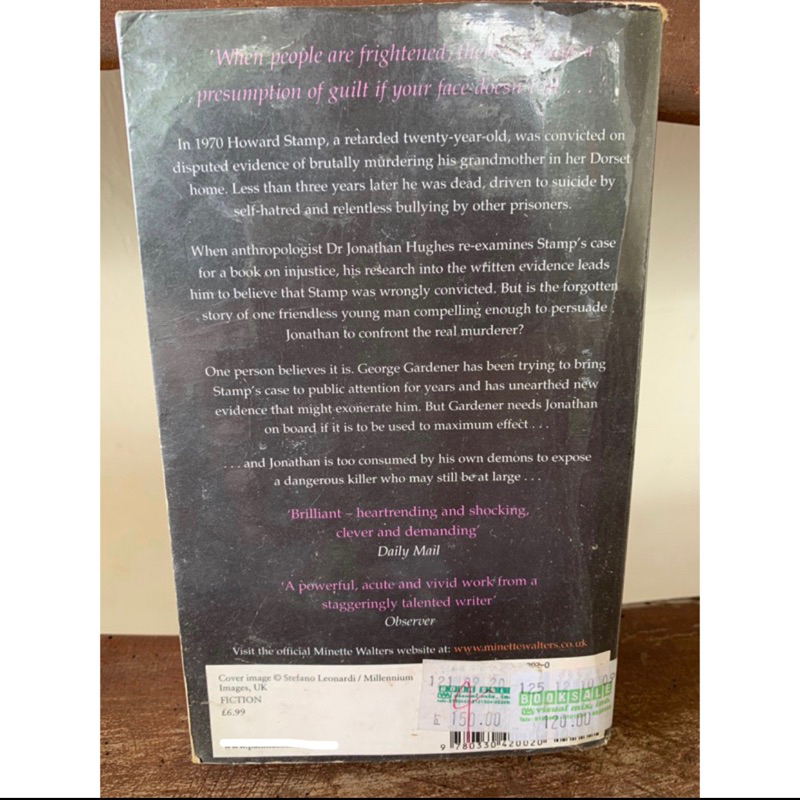 'When people are frightened, a
presumption of guilt if your face doesn't . . . .'
In 1970 Howard Stamp, a retarded twenty-year-old, was convicted on
disputed evidence of brutally murdering his grandmother in her Dorset
home. Less than three years later he was dead, driven to suicide by
self-hatred and relentless bullying by other prisoners.
When anthropologist Dr Jonathan Hughes re-examines Stamp's case
for a book on injustice, his research into the written evidence leads
him to believe that Stamp was wrongly convicted. But is the forgotten
story of one friendless young man compelling enough to persuade
Jonathan to confront the real murderer?
One person believes it is. George Gardener has been trying to bring
Stamp's case to public attention for years and has unearthed new
evidence that might exonerate him. But Gardener needs Jonathan
on board if it is to be used to maximum effect . . .
. . . and Jonathan is too consumed by his own demons to expose
a dangerous killer who may still be at large . . .
'Brilliant – heartrending and shocking,
clever and demanding'
Daily Mail
'A powerful, acute and vivid work from a
staggeringly talented writer'
Observer
Visit the official Minette Walters website at: www.minettewalters.co.uk
Cover image © Stefano Leonardi / Millennium
Images, UK
FICTION
£6.99
150.00
BOOKSALE
120.00
9 780330 420020